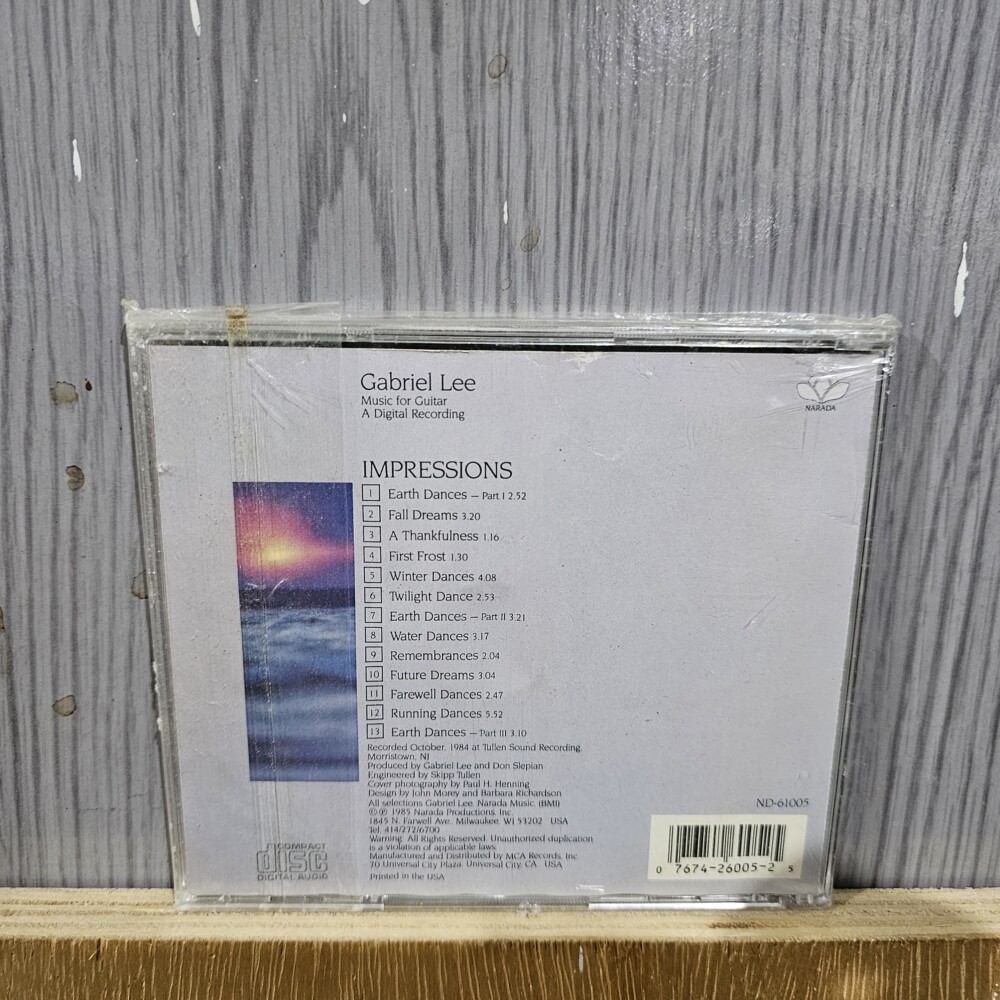 Gabriel Lee
Music for Guitar
A Digital Recording
NARADA
IMPRESSIONS
1 Earth Dances — Part I 2.52
2 Fall Dreams 3.20
3 A Thankfulness 1.16
4 First Frost 1.30
5 Winter Dances 4.08
6 Twilight Dance 2.53
7 Earth Dances — Part II 3.21
8 Water Dances 3.17
9 Remembrances 2.04
10 Future Dreams 3.04
11 Farewell Dances 2.47
12 Running Dances 5.52
13 Earth Dances — Part III 3.10
Recorded October, 1984 at Tullen Sound Recording,
Morristown, NJ
Produced by Gabriel Lee and Don Slepian
Engineered by Skipp Tullen
Cover photography by Paul H. Henning
Design by John Morey and Barbara Richardson
All selections Gabriel Lee, Narada Music, (BMI)
©℗ 1985 Narada Productions, Inc.
1845 N. Farwell Ave., Milwaukee, WI 53202 USA
Tel. 414/272/6700
Warning: All Rights Reserved. Unauthorized duplication
is a violation of applicable laws.
Manufactured and Distributed by MCA Records, Inc.
70 Universal City Plaza, Universal City, CA USA
Printed in the USA
COMPACT
disc
DIGITAL AUDIO
ND-61005
0 7674-26005-2 5